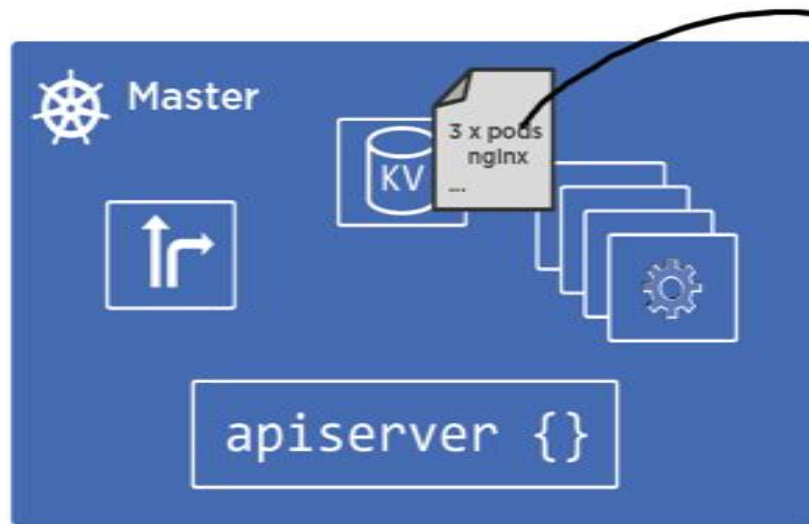 Master
3 x pods
nginx
....
KV
apiserver {}